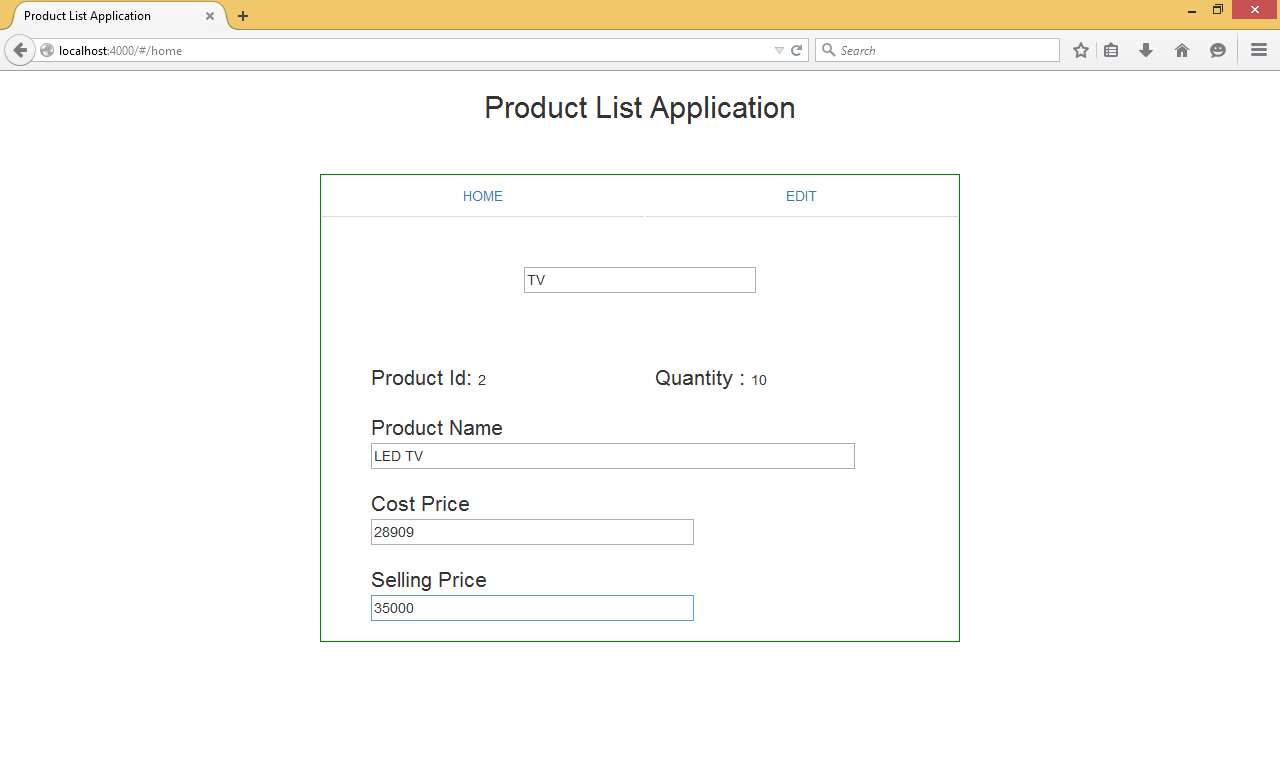 Product List Application
localhost:4000/#/home
Search
Product List Application
HOME EDIT
TV
Product Id: 2 Quantity : 10
Product Name
LED TV
Cost Price
28909
Selling Price
35000